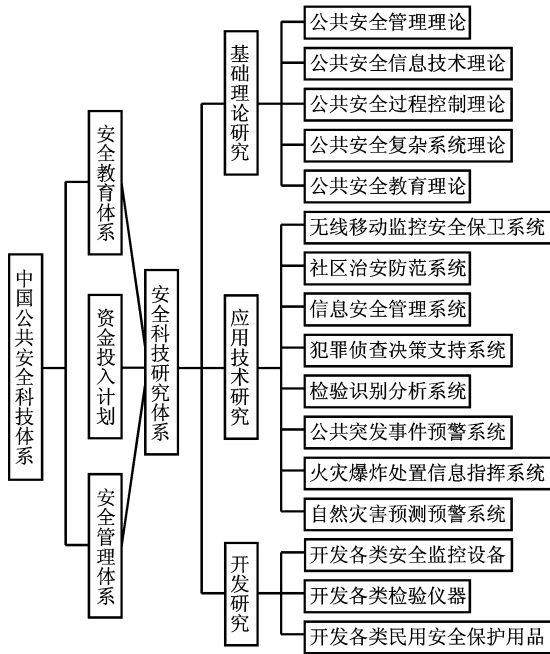 中国公共安全科技体系
安全教育体系
资金投入计划
安全管理体系
安全科技研究体系
基础理论研究
公共安全管理理论
公共安全信息技术理论
公共安全过程控制理论
公共安全复杂系统理论
公共安全教育理论
应用技术研究
无线移动监控安全保卫系统
社区治安防范系统
信息安全管理系统
犯罪侦查决策支持系统
检验识别分析系统
公共突发事件预警系统
火灾爆炸处置信息指挥系统
自然灾害预测预警系统
开发研究
开发各类安全监控设备
开发各类检验仪器
开发各类民用安全保护用品